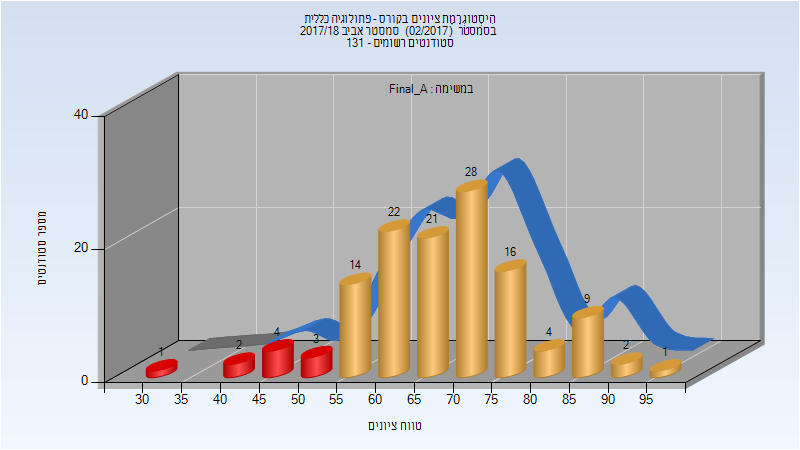 היסטוגרמת ציונים בקורס - פתולוגיה כללית
בסמסטר (02/2017) סמסטר אביב 2017/18
סטודנטים רשומים - 131
במשימה : Final_A
מספר סטודנטים
40
20
0
1
2
4
3
14
22
21
28
16
4
9
2
1
30 35 40 45 50 55 60 65 70 75 80 85 90 95
טווח ציונים